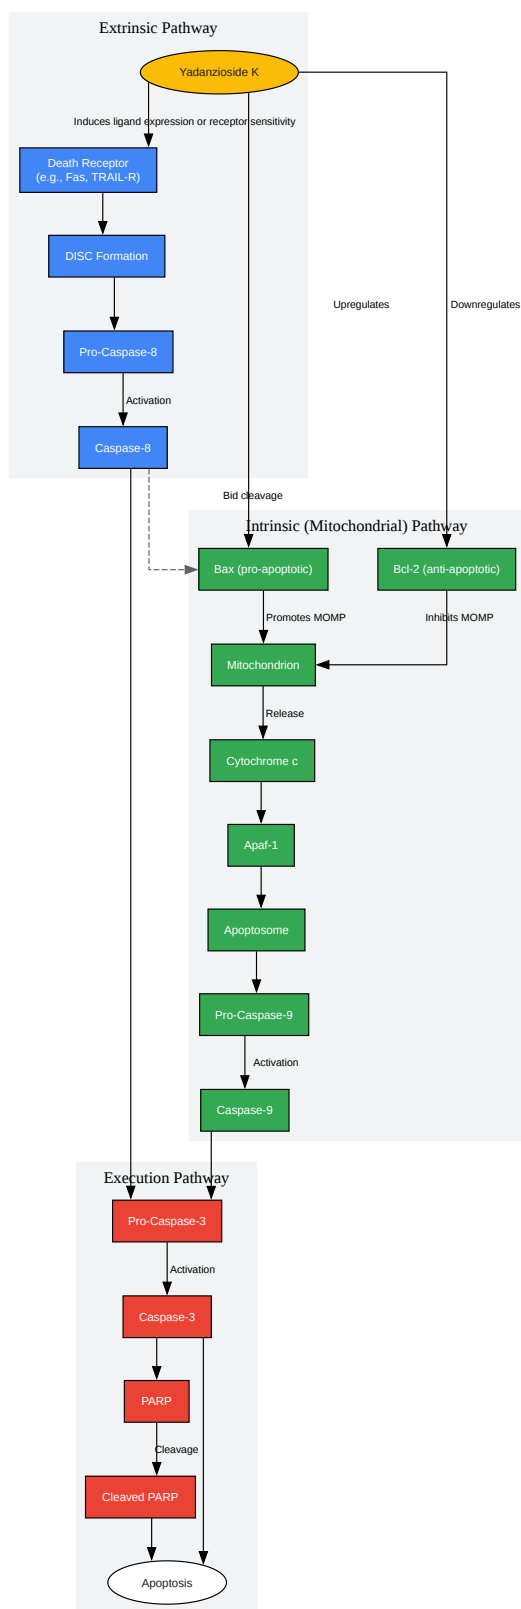 Extrinsic Pathway
Yadanzioside K
Induces ligand expression or receptor sensitivity
Death Receptor
(e.g., Fas, TRAIL-R)
DISC Formation
Upregulates
Downregulates
Pro-Caspase-8
Activation
Caspase-8
Bid cleavage
Intrinsic (Mitochondrial) Pathway
Bax (pro-apoptotic)
Bcl-2 (anti-apoptotic)
Promotes MOMP
Inhibits MOMP
Mitochondrion
Release
Cytochrome c
Apaf-1
Apoptosome
Pro-Caspase-9
Activation
Caspase-9
Execution Pathway
Pro-Caspase-3
Activation
Caspase-3
PARP
Cleavage
Cleaved PARP
Apoptosis